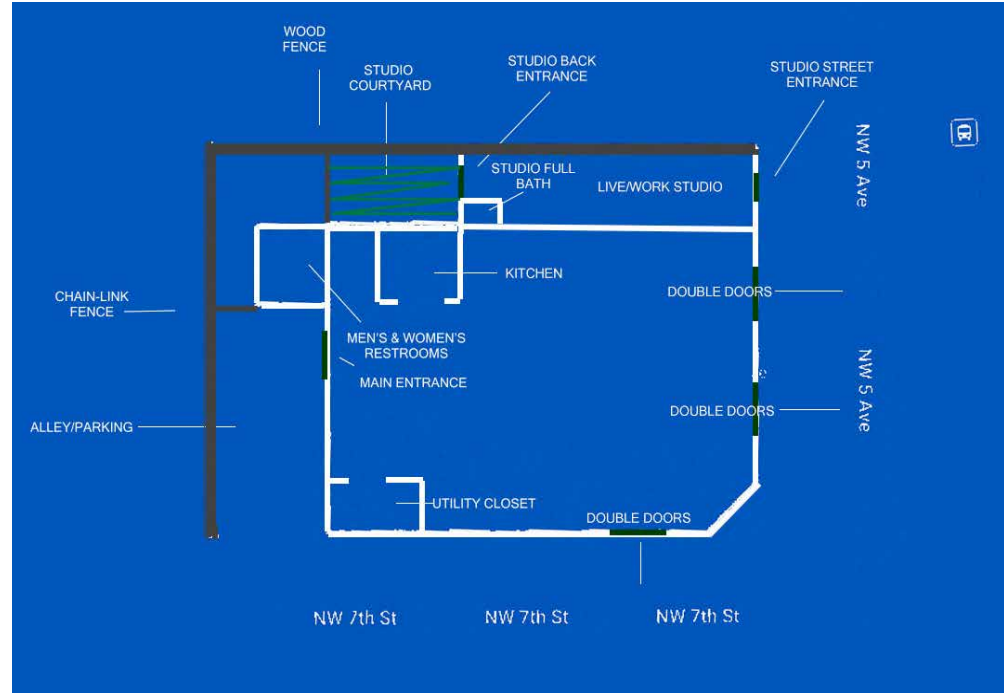 WOOD
FENCE
STUDIO
COURTYARD
STUDIO BACK
ENTRANCE
STUDIO STREET
ENTRANCE
NW 5 Ave
STUDIO FULL
BATH
LIVE/WORK STUDIO
KITCHEN
DOUBLE DOORS
CHAIN-LINK
FENCE
MEN'S & WOMEN'S
RESTROOMS
MAIN ENTRANCE
NW 5 Ave
DOUBLE DOORS
ALLEY/PARKING
UTILITY CLOSET
DOUBLE DOORS
NW 7th St
NW 7th St
NW 7th St